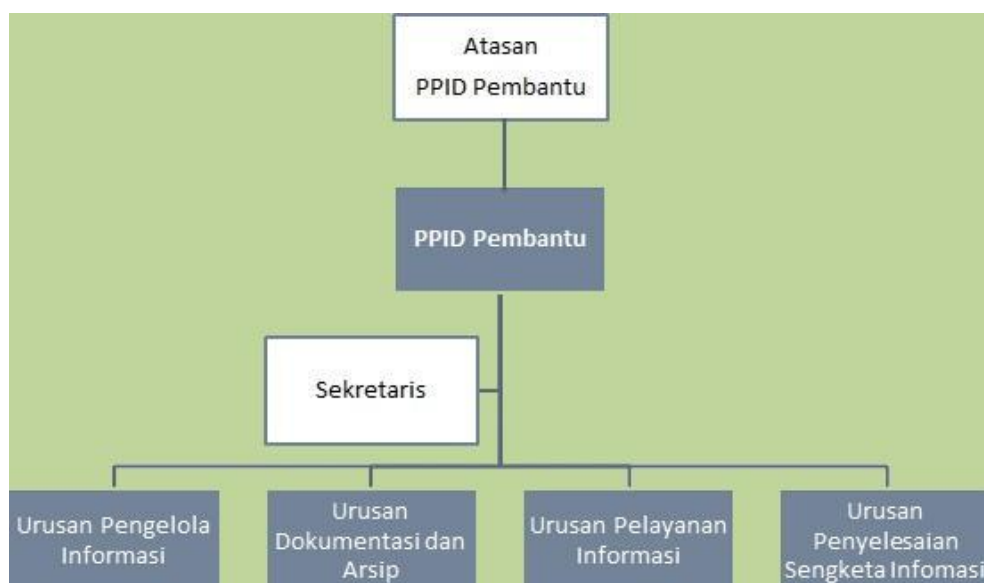 Atasan
PPID Pembantu
PPID Pembantu
Sekretaris
Urusan Pengelola
Informasi
Urusan
Dokumentasi dan
Arsip
Urusan Pelayanan
Informasi
Urusan
Penyelesaian
Sengketa Infomasi